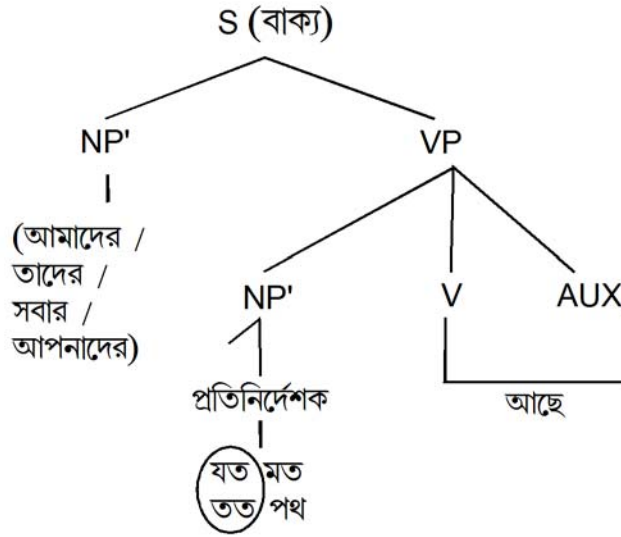 S (বাক্য)
NP' VP
(আমাদের /
তাদের /
সবার /
আপনাদের)
NP' V AUX
প্রতিনির্দেশক
আছে
যত মত
তত পথ